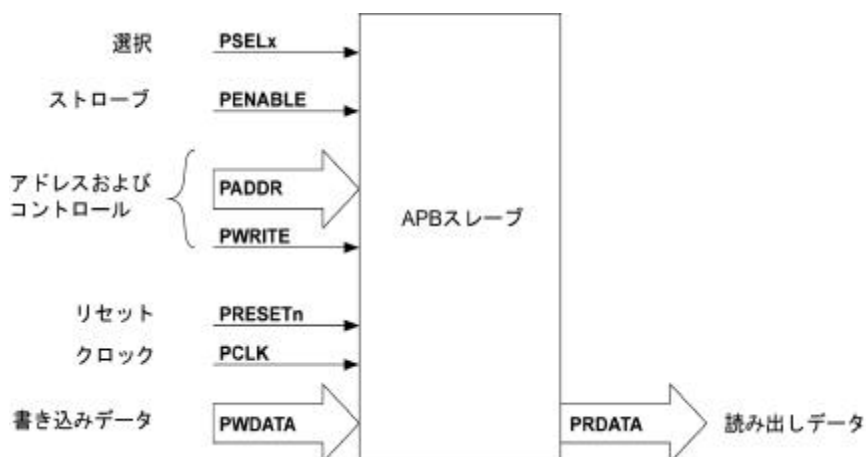 選択 PSELx
ストローブ PENABLE
アドレスおよび
コントロール
PADDR
PWRITE
APBスレーブ
リセット PRESETn
クロック PCLK
書き込みデータ PWDATA
PRDATA 読み出しデータ